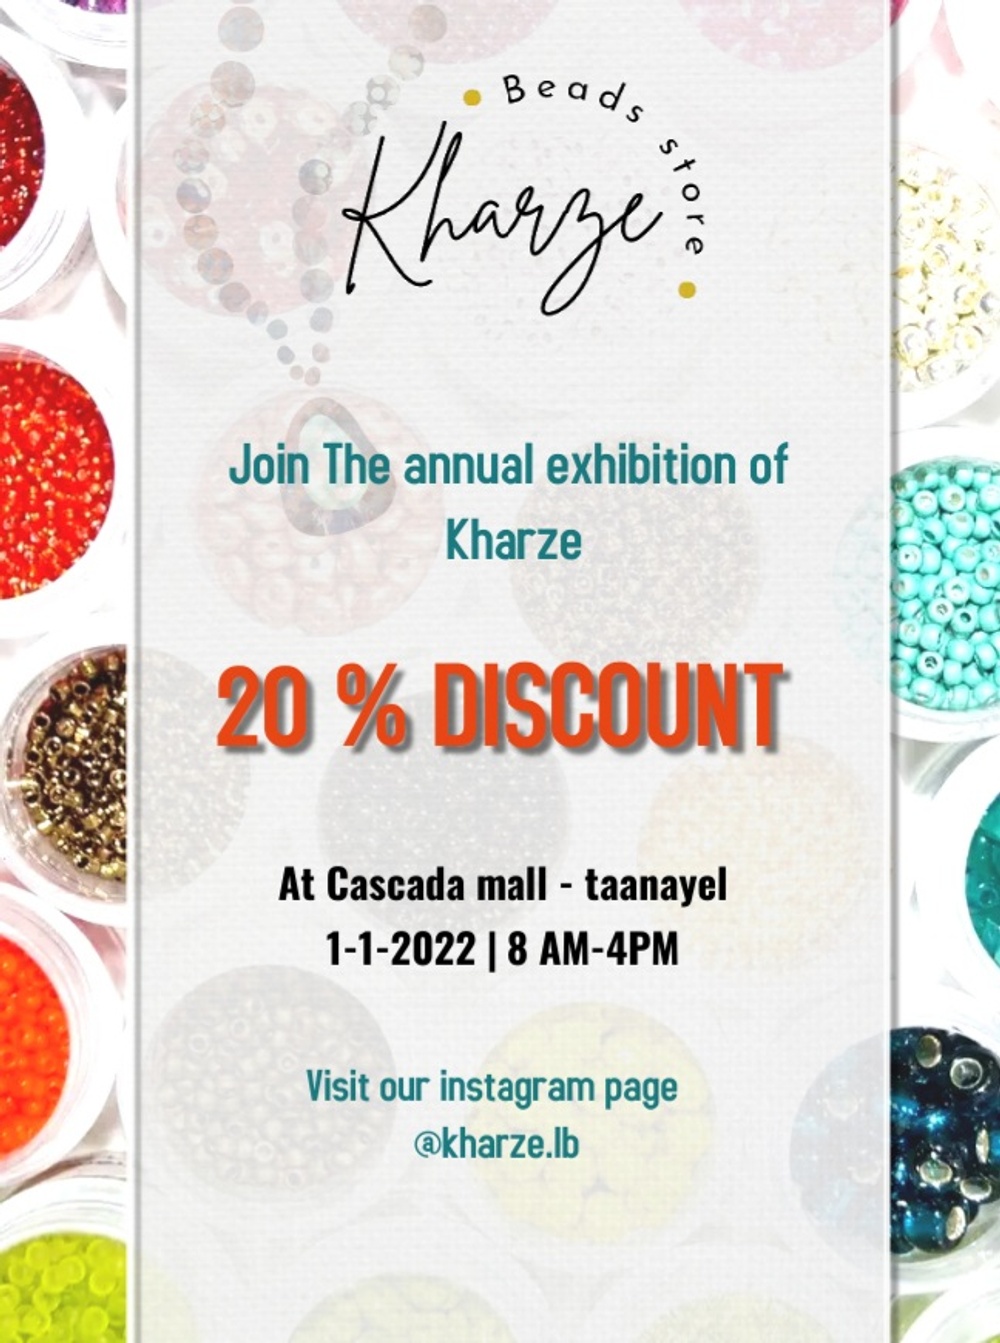 Beads store
Kharze
Join The annual exhibition of
Kharze
20 % DISCOUNT
At Cascada mall - taanayel
1-1-2022 | 8 AM-4PM
Visit our instagram page
@kharze.lb